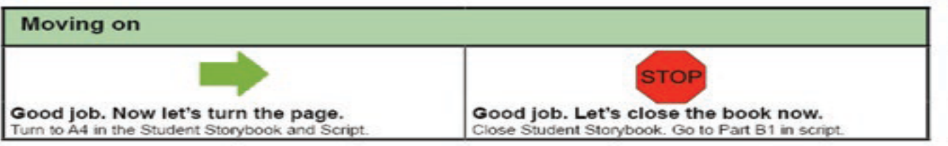 Moving on
Good job. Now let's turn the page.
Turn to A4 in the Student Storybook and Script.
STOP
Good job. Let's close the book now.
Close Student Storybook. Go to Part B1 in script.